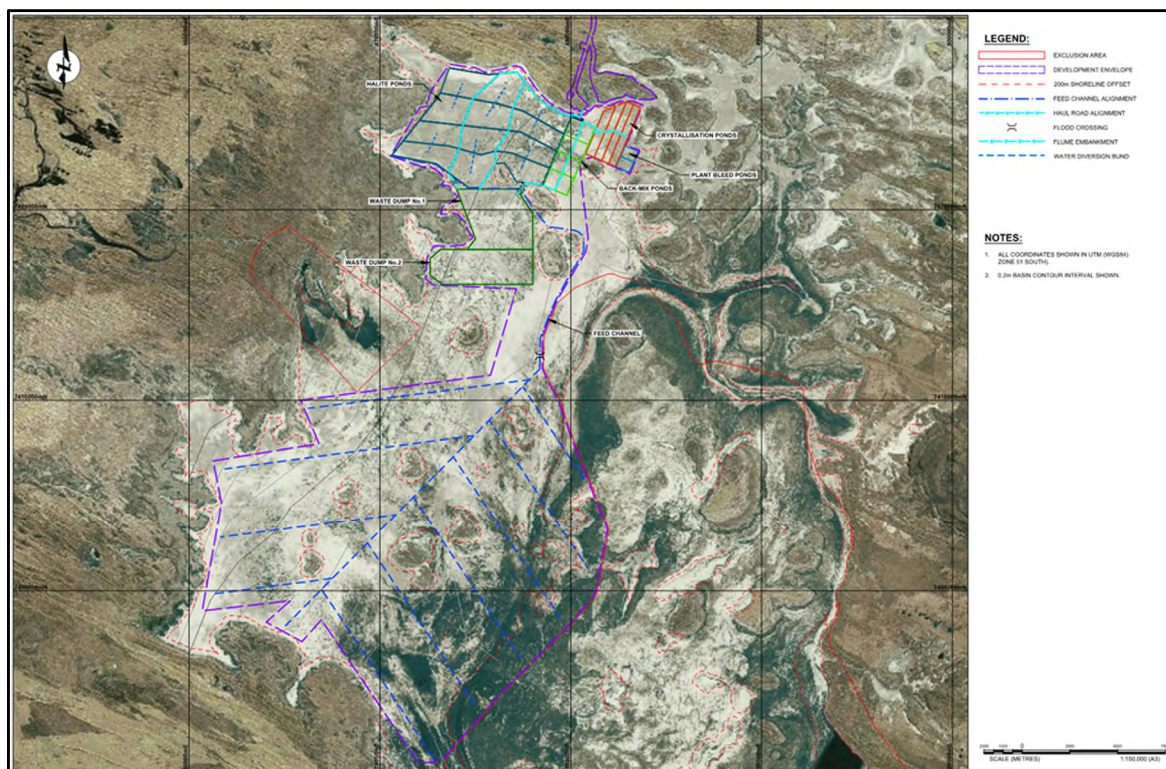 N
HALITE PONDS
CRYSTALLISATION PONDS
PLANT BLEED PONDS
BACK-MIX PONDS
WASTE DUMP No.1
WASTE DUMP No.2
FEED CHANNEL
7410000mN
7410000mN
LEGEND:
EXCLUSION AREA
DEVELOPMENT ENVELOPE
200m SHORELINE OFFSET
FEED CHANNEL ALIGNMENT
HAUL ROAD ALIGNMENT
FLOOD CROSSING
FLUME EMBANKMENT
WATER DIVERSION BUND
NOTES:
1. ALL COORDINATES SHOWN IN UTM (WGS84)
ZONE 51 SOUTH).
2. 0.2m BASIN CONTOUR INTERVAL SHOWN.
SCALE (METRES)
1:150,000 (A3)